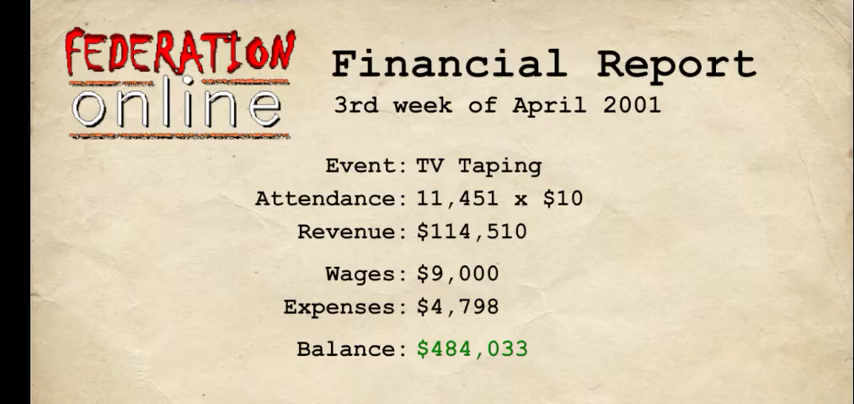 FEDERATION
online
Financial Report
3rd week of April 2001
Event: TV Taping
Attendance: 11,451 x $10
Revenue: $114,510
Wages: $9,000
Expenses: $4,798
Balance: $484,033